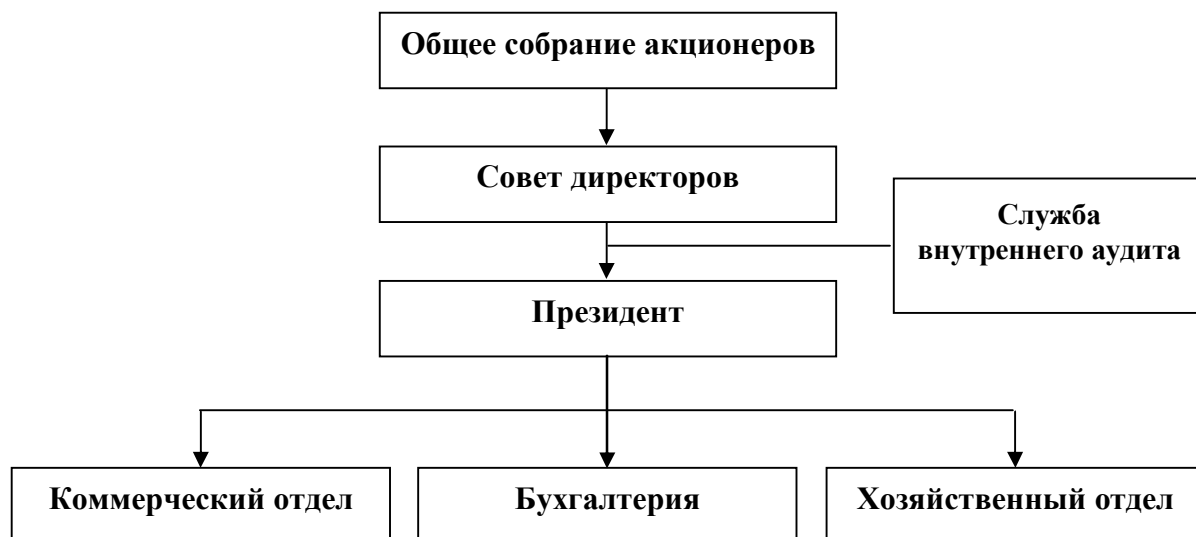 Общее собрание акционеров
Совет директоров
Служба
внутреннего аудита
Президент
Коммерческий отдел
Бухгалтерия
Хозяйственный отдел